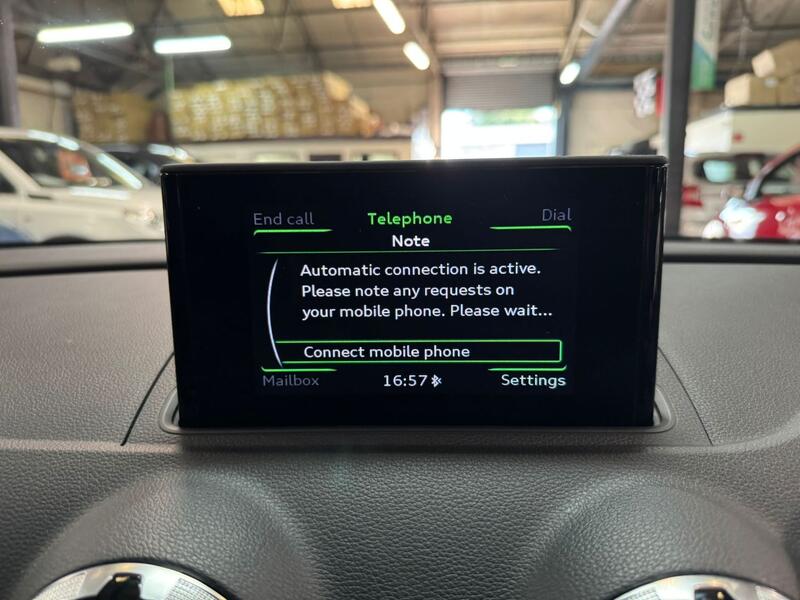 End call Telephone Dial
Note
Automatic connection is active.
Please note any requests on
your mobile phone. Please wait...
Connect mobile phone
Mailbox 16:57 Settings